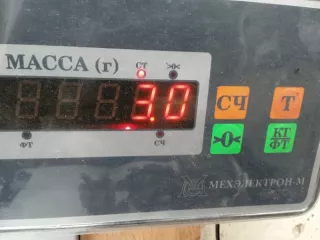 МАССА (г) СТ >0<
3.0
ФТ СЧ
СЧ Т
>0< КГ ФТ
МЕХЭЛЕКТРОН-М